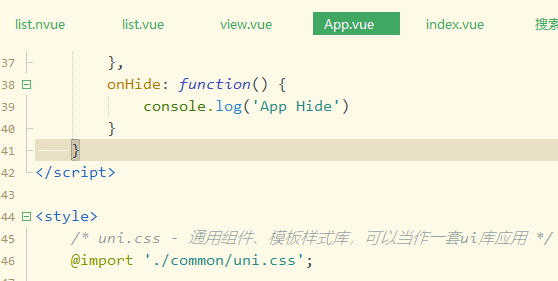 list.nvue list.vue view.vue App.vue index.vue 搜索
37 },
38 onHide: function() {
39 console.log('App Hide')
40 }
41 }
42 </script>
43
44 <style>
45 /* uni.css - 通用组件、模板样式库，可以当作一套ui库应用 */
46 @import './common/uni.css';